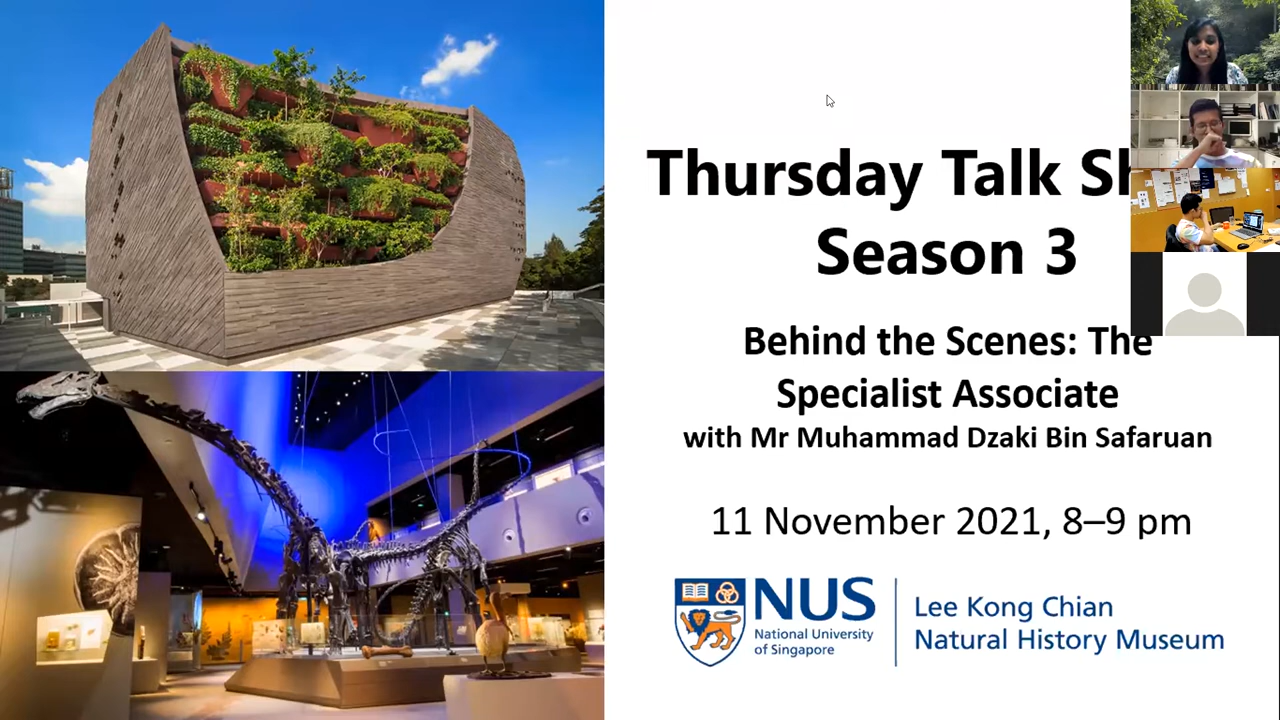 Thursday Talk Sh
Season 3
Behind the Scenes: The
Specialist Associate
with Mr Muhammad Dzaki Bin Safaruan
11 November 2021, 8–9 pm
NUS
National University
of Singapore
Lee Kong Chian
Natural History Museum